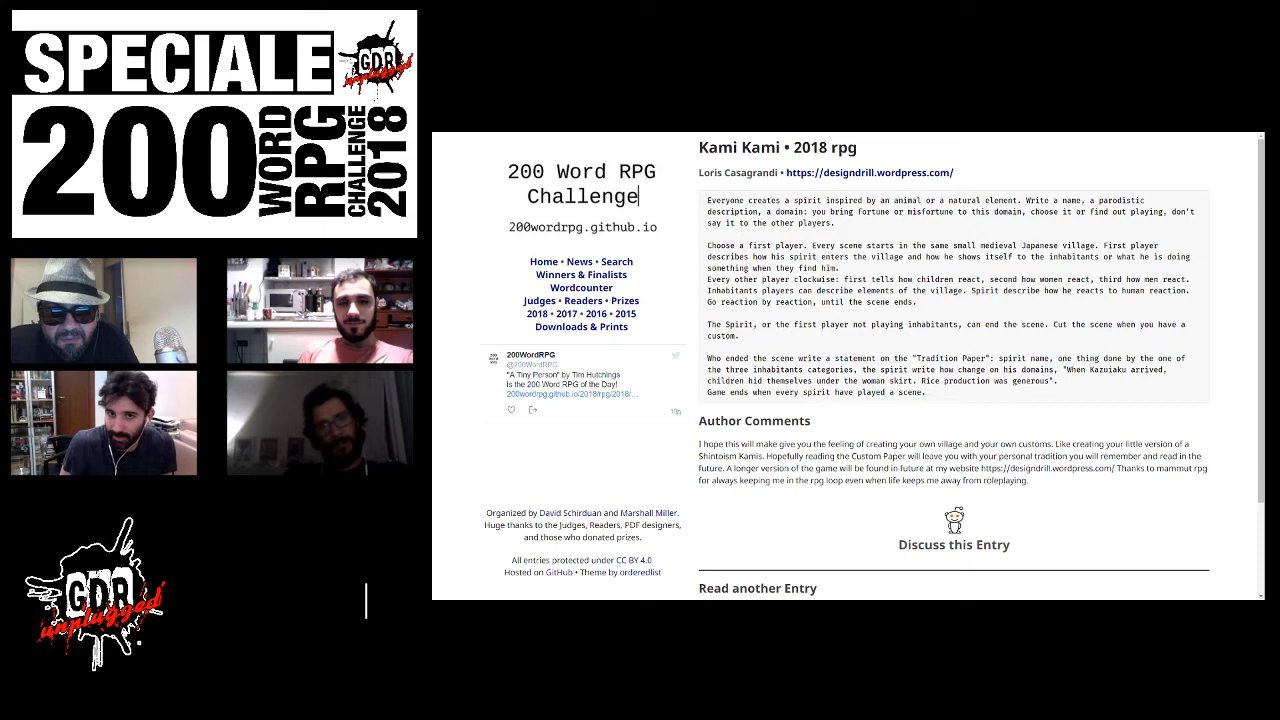 SPECIALE
GDR
unplugged
200
WORD
RPG
CHALLENGE
2018
200 Word RPG
Challenge
200wordrpg.github.io
Home • News • Search
Winners & Finalists
Wordcounter
Judges • Readers • Prizes
2018 • 2017 • 2016 • 2015
Downloads & Prints
200WordRPG
@200WordRPG
"A Tiny Person" by Tim Hutchings
is the 200 Word RPG of the Day!
200wordrpg.github.io/2018/rpg/2018/...
Organized by David Schirduan and Marshall Miller.
Huge thanks to the Judges, Readers, PDF designers,
and those who donated prizes.
All entries protected under CC BY 4.0
Hosted on GitHub • Theme by orderedlist
Kami Kami • 2018 rpg
Loris Casagrandi • https://designdrill.wordpress.com/
Everyone creates a spirit inspired by an animal or a natural element. Write a name, a parodistic
description, a domain: you bring fortune or misfortune to this domain, choose it or find out playing, don't
say it to the other players.
Choose a first player. Every scene starts in the same small medieval Japanese village. First player
describes how his spirit enters the village and how he shows itself to the inhabitants or what he is doing
something when they find him.
Every other player clockwise: first tells how children react, second how women react, third how men react.
Inhabitants players can describe elements of the village. Spirit describe how he reacts to human reaction.
Go reaction by reaction, until the scene ends.
The Spirit, or the first player not playing inhabitants, can end the scene. Cut the scene when you have a
custom.
Who ended the scene write a statement on the "Tradition Paper": spirit name, one thing done by the one of
the three inhabitants categories, the spirit write how change on his domains, "When Kazuiaku arrived,
children hid themselves under the woman skirt. Rice production was generous".
Game ends when every spirit have played a scene.
Author Comments
I hope this will make give you the feeling of creating your own village and your own customs. Like creating your little version of a
Shintoism Kamis. Hopefully reading the Custom Paper will leave you with your personal tradition you will remember and read in the
future. A longer version of the game will be found in future at my website https://designdrill.wordpress.com/ Thanks to mammut rpg
for always keeping me in the rpg loop even when life keeps me away from roleplaying.
Discuss this Entry
Read another Entry
GDR
unplugged